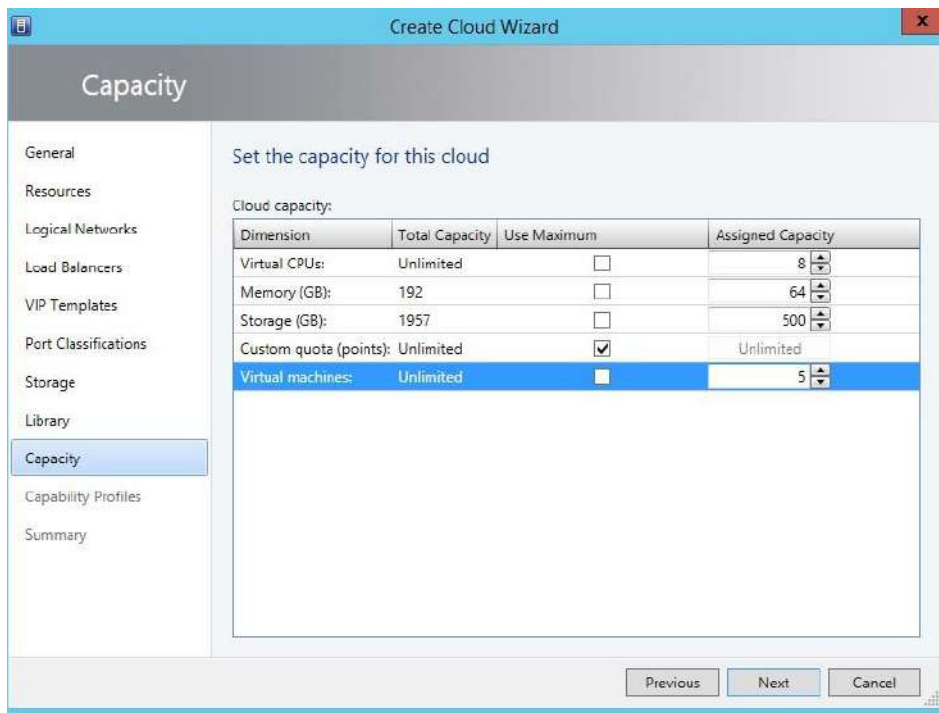 Create Cloud Wizard
x
Capacity
General
Resources
Logical Networks
Load Balancers
VIP Templates
Port Classifications
Storage
Library
Capacity
Capability Profiles
Summary
Set the capacity for this cloud
Cloud capacity:
Dimension Total Capacity Use Maximum Assigned Capacity
Virtual CPUs: Unlimited 8
Memory (GB): 192 64
Storage (GB): 1957 500
Custom quota (points): Unlimited Unlimited
Virtual machines: Unlimited 5
Previous Next Cancel